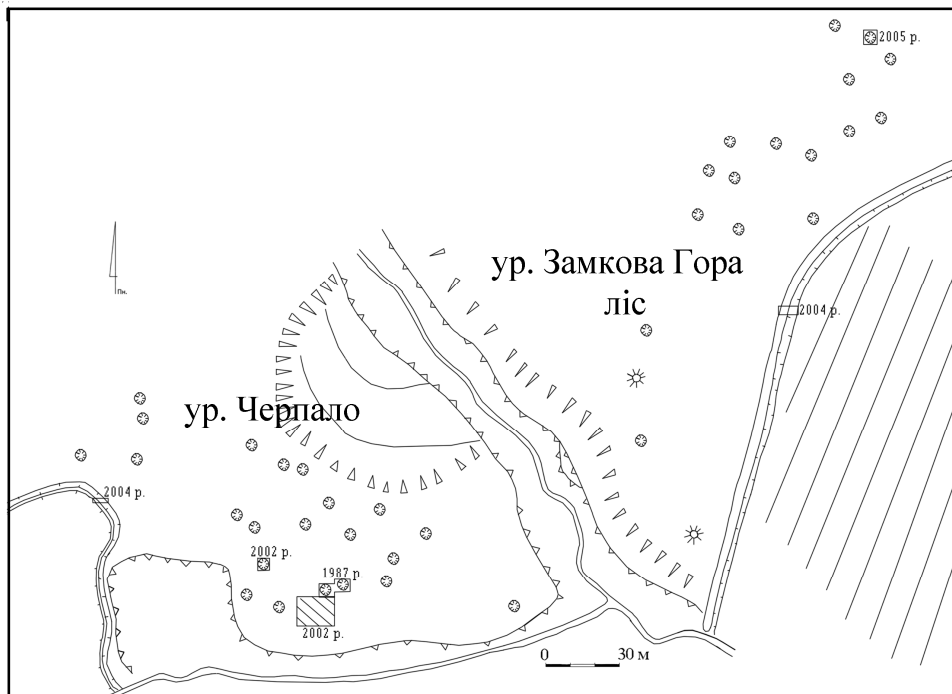 2005 р.
ур. Замкова Гора
ліс
Пн.
2004 р.
ур. Черпало
2004 р.
2002 р.
1987 р
2002 р.
0 30 м